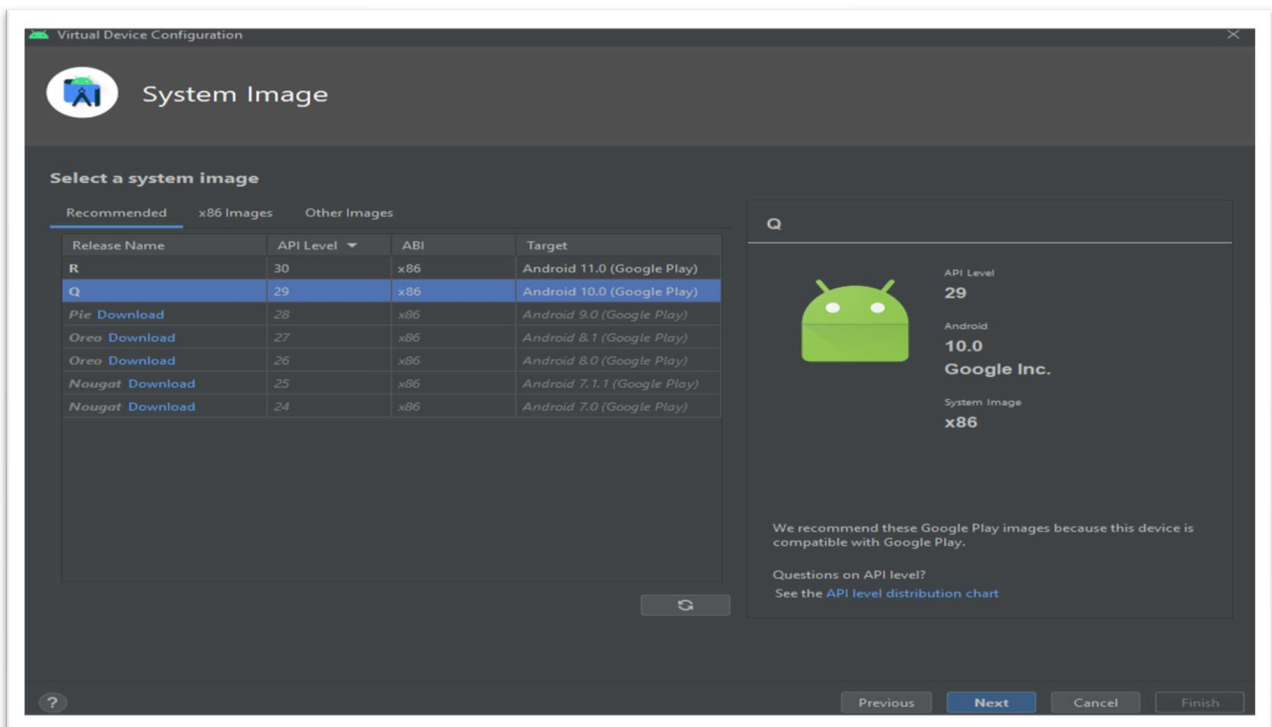 Virtual Device Configuration
System Image
Select a system image
Recommended x86 Images Other Images
Release Name API Level ABI Target
R 30 x86 Android 11.0 (Google Play)
Q 29 x86 Android 10.0 (Google Play)
Pie Download 28 x86 Android 9.0 (Google Play)
Oreo Download 27 x86 Android 8.1 (Google Play)
Oreo Download 26 x86 Android 8.0 (Google Play)
Nougat Download 25 x86 Android 7.1.1 (Google Play)
Nougat Download 24 x86 Android 7.0 (Google Play)
Q
API Level
29
Android
10.0
Google Inc.
System Image
x86
We recommend these Google Play images because this device is
compatible with Google Play.
Questions on API level?
See the API level distribution chart
? Previous Next Cancel Finish